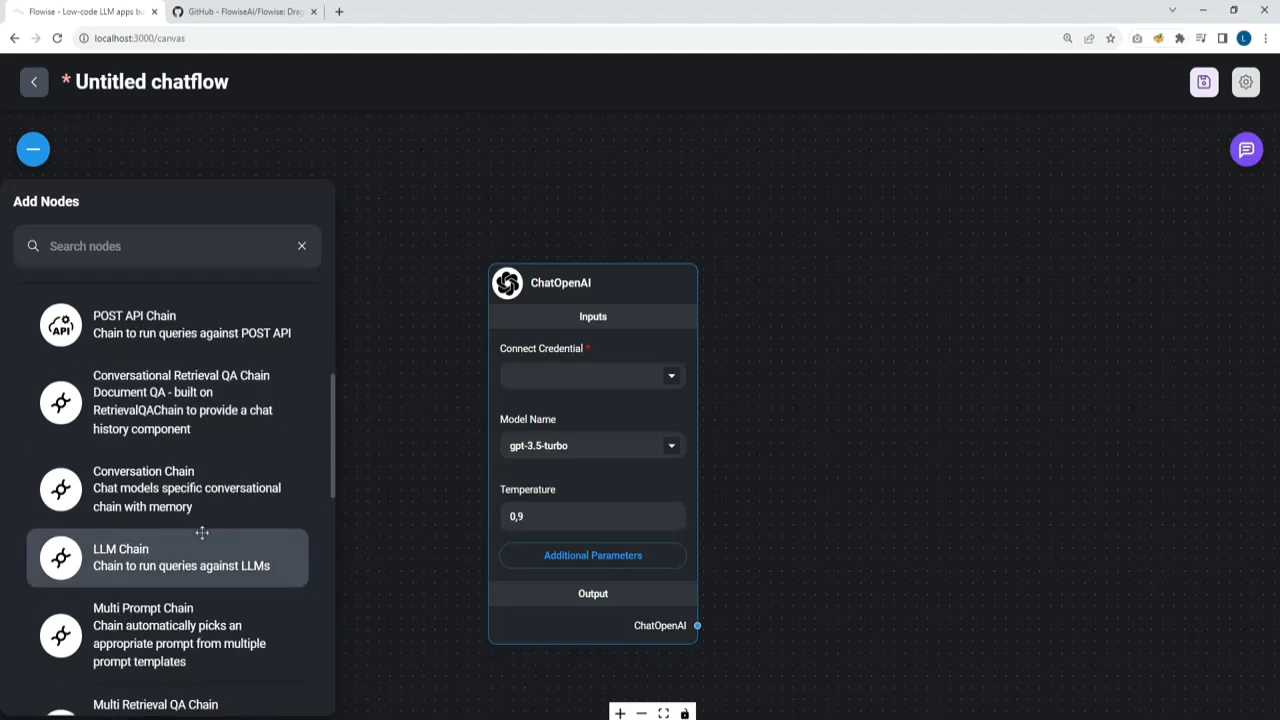 Flowise - Low-code LLM apps bu
GitHub - FlowiseAI/Flowise: Drag
localhost:3000/canvas
L
* Untitled chatflow
Add Nodes
Search nodes
API
POST API Chain
Chain to run queries against POST API
Conversational Retrieval QA Chain
Document QA - built on
RetrievalQAChain to provide a chat
history component
Conversation Chain
Chat models specific conversational
chain with memory
LLM Chain
Chain to run queries against LLMs
Multi Prompt Chain
Chain automatically picks an
appropriate prompt from multiple
prompt templates
Multi Retrieval QA Chain
ChatOpenAI
Inputs
Connect Credential *
Model Name
gpt-3.5-turbo
Temperature
0,9
Additional Parameters
Output
ChatOpenAI